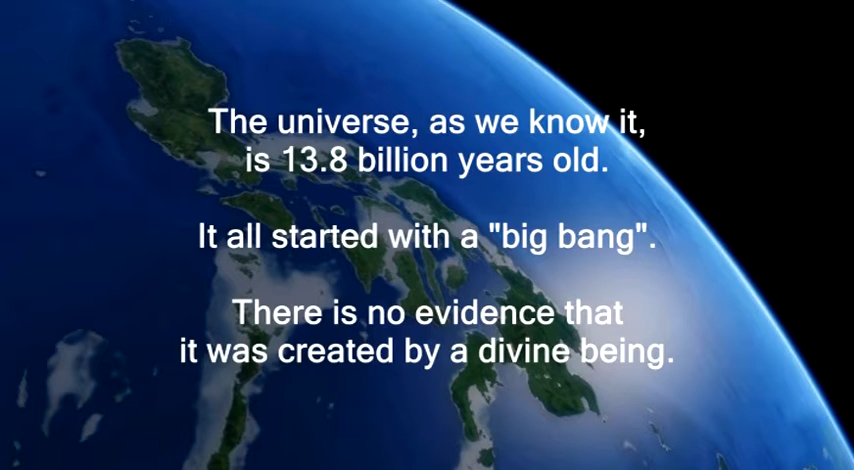 The universe, as we know it,
is 13.8 billion years old.
It all started with a "big bang".
There is no evidence that
it was created by a divine being.